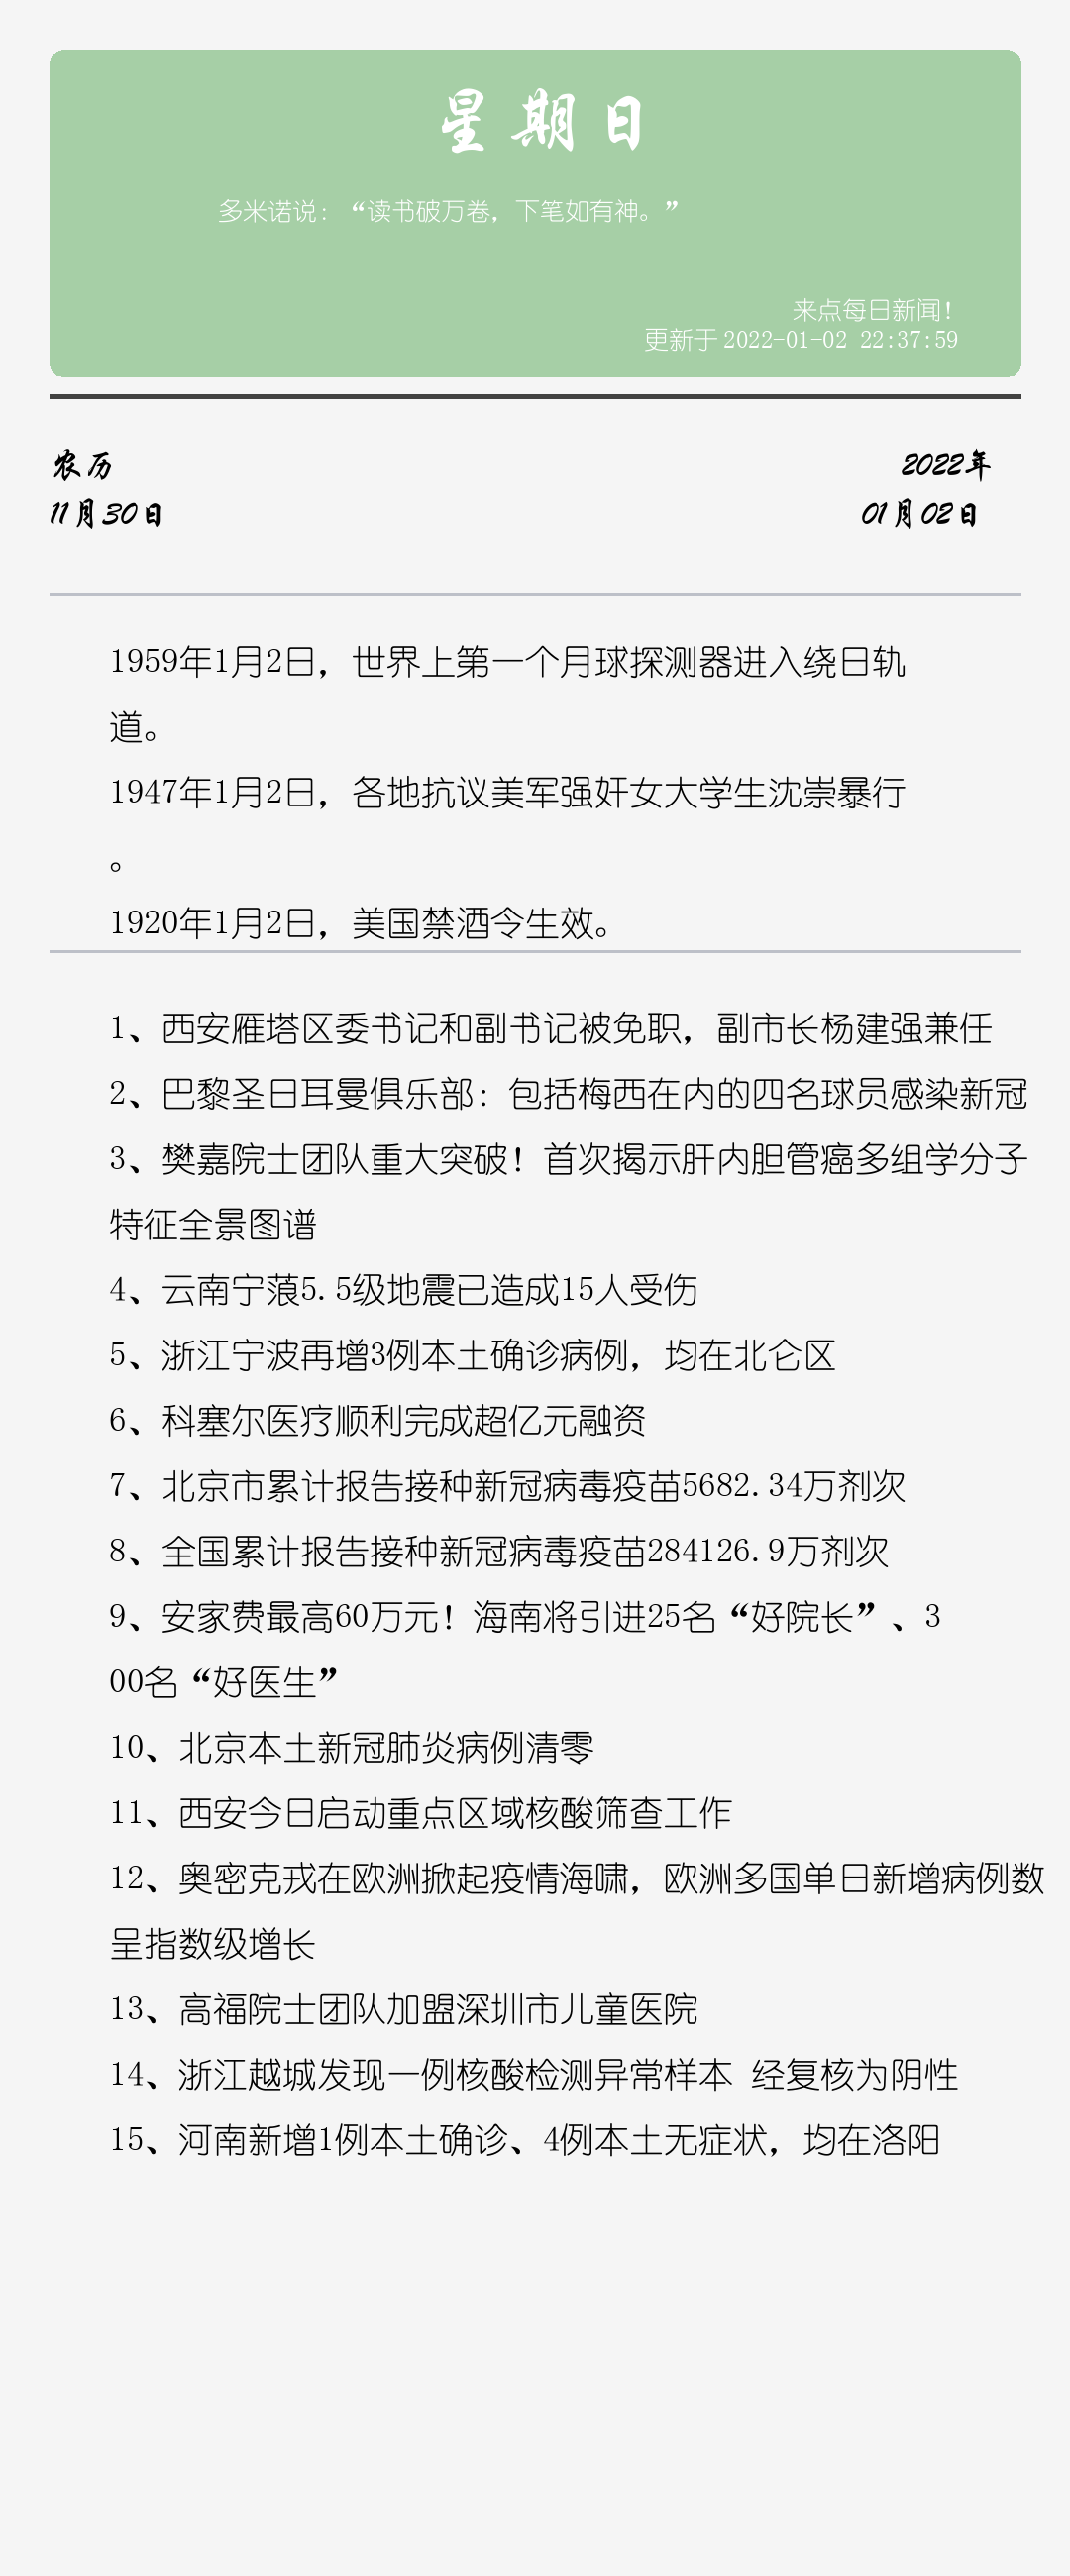 星期日
多米诺说：“读书破万卷，下笔如有神。”
来点每日新闻！
更新于 2022-01-02 22:37:59
农历
2022年
11月30日
01月02日
1959年1月2日，世界上第一个月球探测器进入绕日轨
道。
1947年1月2日，各地抗议美军强奸女大学生沈崇暴行
。
1920年1月2日，美国禁酒令生效。
1、西安雁塔区委书记和副书记被免职，副市长杨建强兼任
2、巴黎圣日耳曼俱乐部：包括梅西在内的四名球员感染新冠
3、樊嘉院士团队重大突破！首次揭示肝内胆管癌多组学分子
特征全景图谱
4、云南宁蒗5.5级地震已造成15人受伤
5、浙江宁波再增3例本土确诊病例，均在北仑区
6、科塞尔医疗顺利完成超亿元融资
7、北京市累计报告接种新冠病毒疫苗5682.34万剂次
8、全国累计报告接种新冠病毒疫苗284126.9万剂次
9、安家费最高60万元！海南将引进25名“好院长”、3
00名“好医生”
10、北京本土新冠肺炎病例清零
11、西安今日启动重点区域核酸筛查工作
12、奥密克戎在欧洲掀起疫情海啸，欧洲多国单日新增病例数
呈指数级增长
13、高福院士团队加盟深圳市儿童医院
14、浙江越城发现一例核酸检测异常样本 经复核为阴性
15、河南新增1例本土确诊、4例本土无症状，均在洛阳